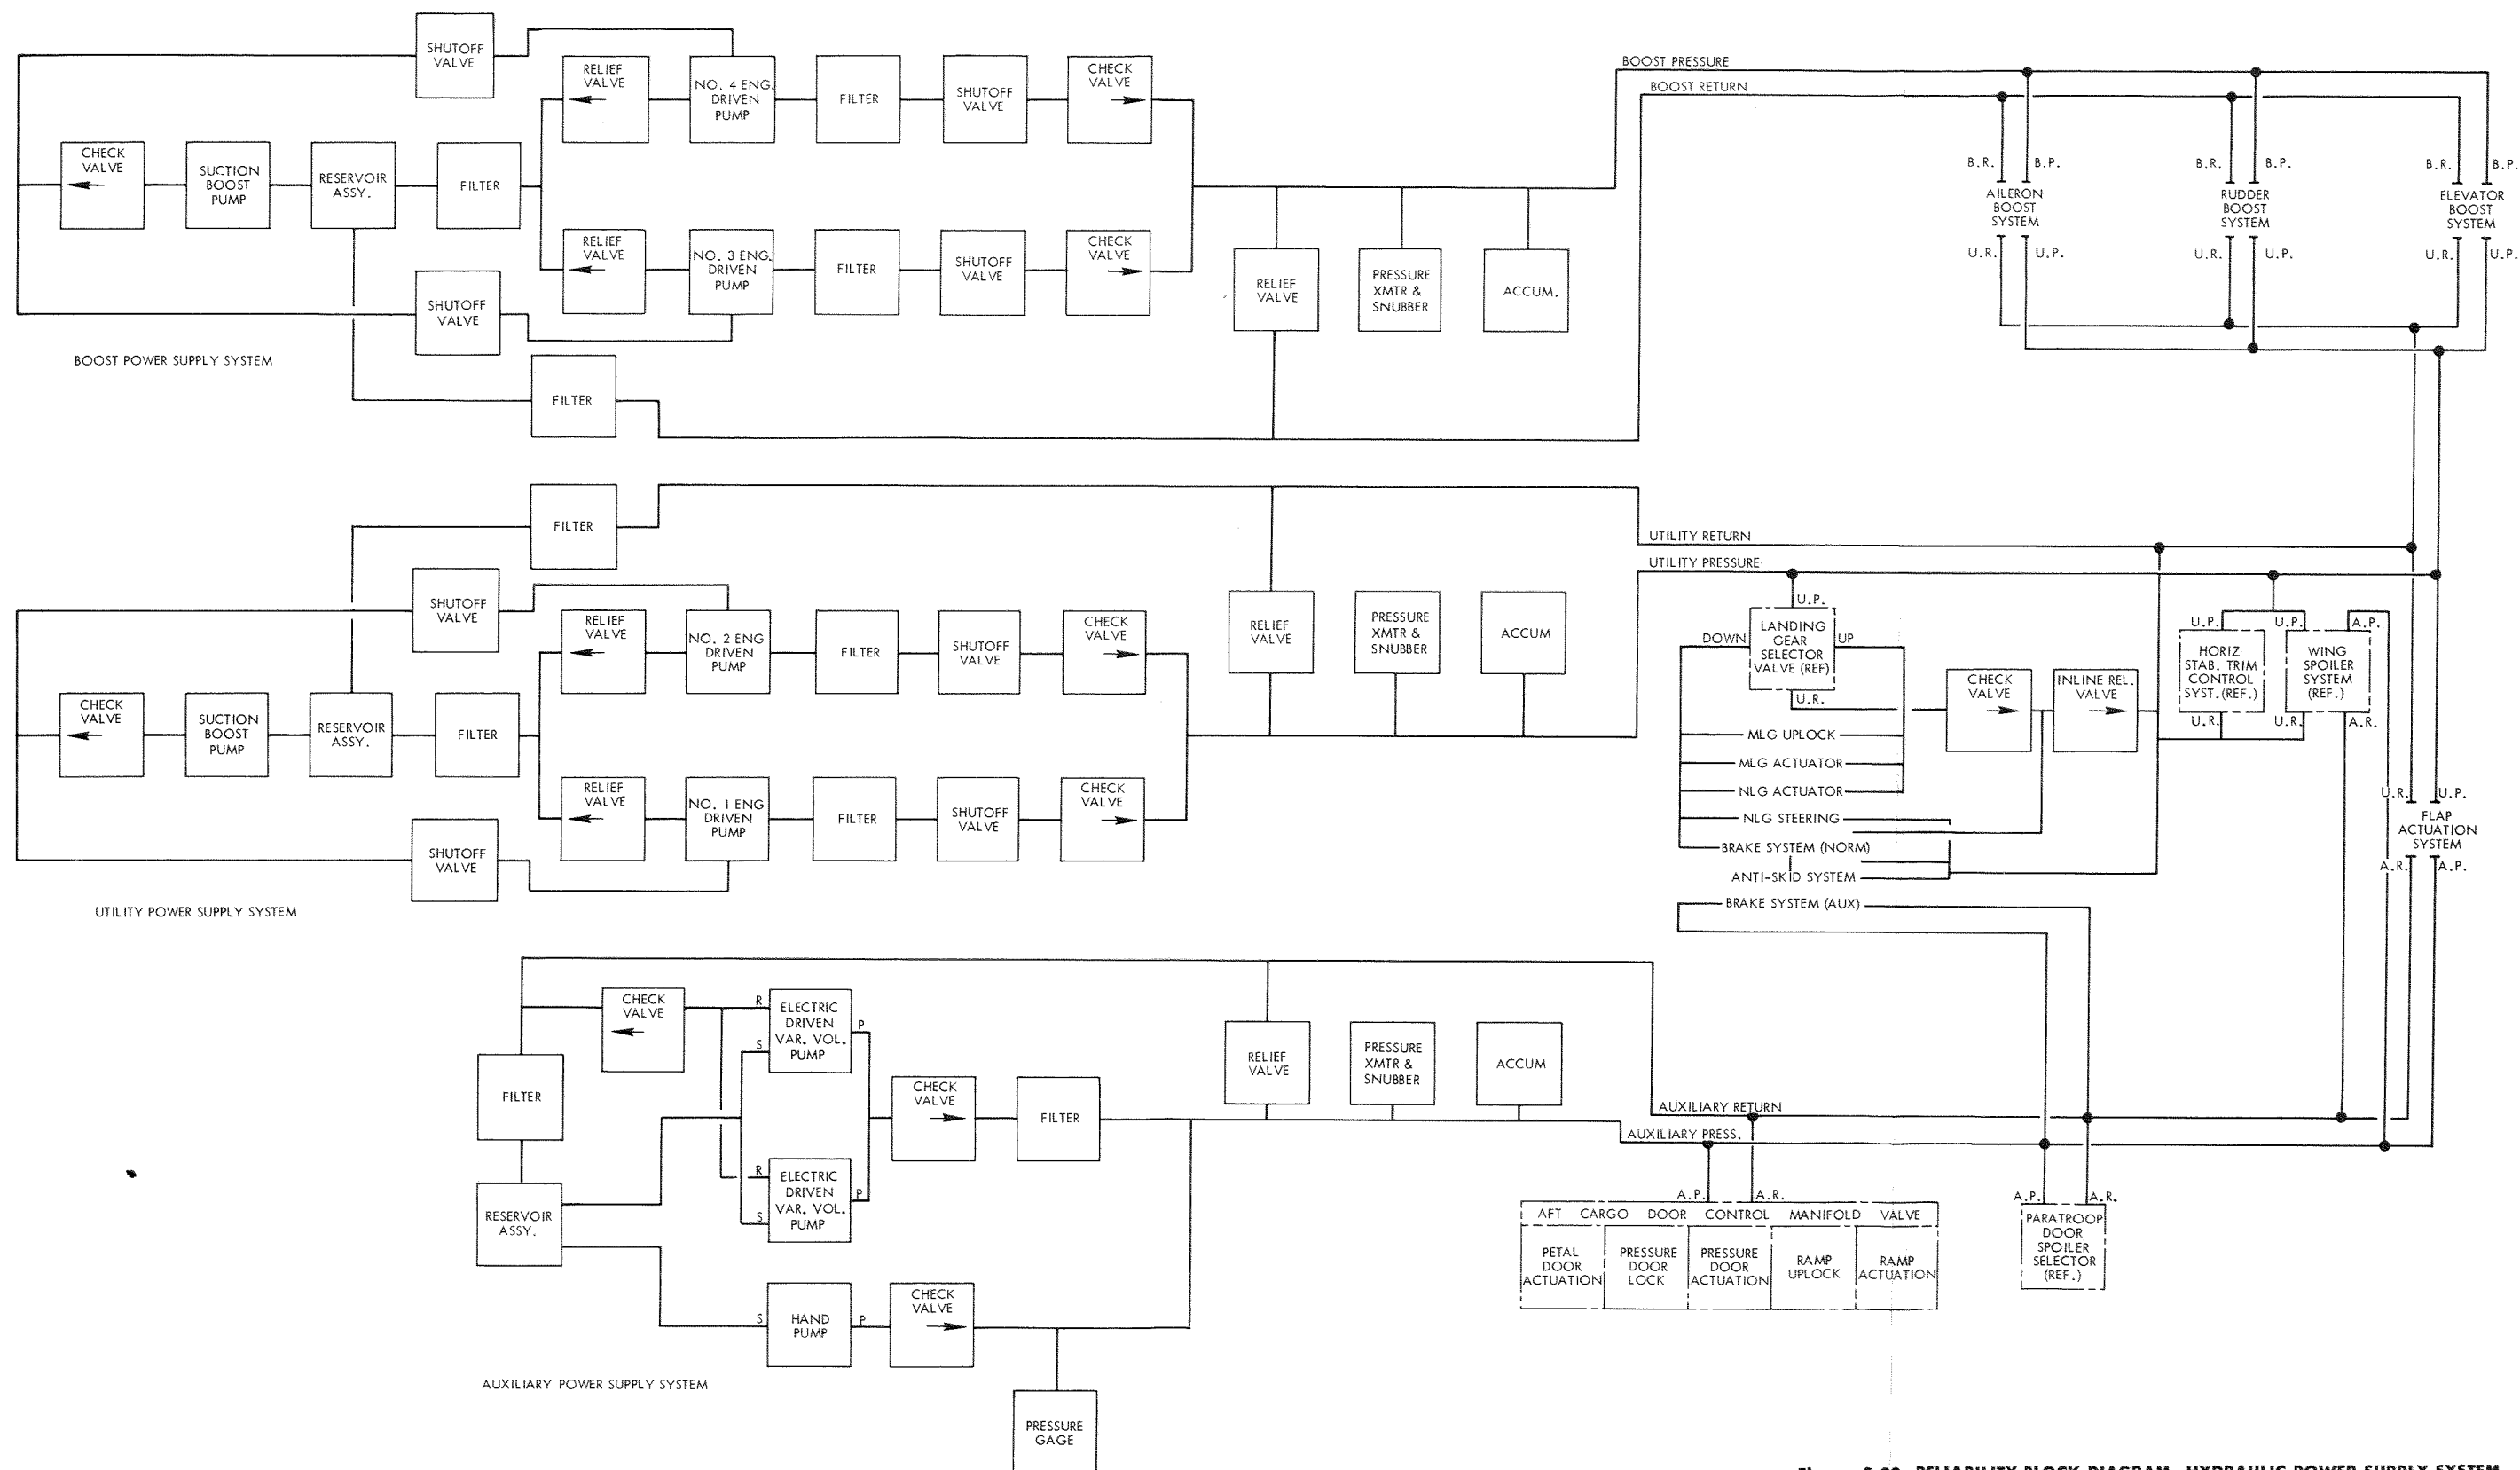 SHUTOFF
VALVE
RELIEF
VALVE
NO. 4 ENG.
DRIVEN
PUMP
FILTER
SHUTOFF
VALVE
CHECK
VALVE
CHECK
VALVE
SUCTION
BOOST
PUMP
RESERVOIR
ASSY.
FILTER
RELIEF
VALVE
NO. 3 ENG.
DRIVEN
PUMP
FILTER
SHUTOFF
VALVE
CHECK
VALVE
SHUTOFF
VALVE
RELIEF
VALVE
PRESSURE
XMTR &
SNUBBER
ACCUM.
BOOST POWER SUPPLY SYSTEM
FILTER
BOOST PRESSURE
BOOST RETURN
B.R.
B.P.
AILERON
BOOST
SYSTEM
U.R.
U.P.
B.R.
B.P.
RUDDER
BOOST
SYSTEM
U.R.
U.P.
B.R.
B.P.
ELEVATOR
BOOST
SYSTEM
U.R.
U.P.
FILTER
SHUTOFF
VALVE
RELIEF
VALVE
NO. 2 ENG
DRIVEN
PUMP
FILTER
SHUTOFF
VALVE
CHECK
VALVE
CHECK
VALVE
SUCTION
BOOST
PUMP
RESERVOIR
ASSY.
FILTER
RELIEF
VALVE
NO. 1 ENG
DRIVEN
PUMP
FILTER
SHUTOFF
VALVE
CHECK
VALVE
SHUTOFF
VALVE
RELIEF
VALVE
PRESSURE
XMTR &
SNUBBER
ACCUM
UTILITY POWER SUPPLY SYSTEM
UTILITY RETURN
UTILITY PRESSURE
U.P.
LANDING
GEAR
SELECTOR
VALVE (REF)
DOWN
UP
U.R.
MLG UPLOCK
MLG ACTUATOR
NLG ACTUATOR
NLG STEERING
BRAKE SYSTEM (NORM)
ANTI-SKID SYSTEM
BRAKE SYSTEM (AUX)
CHECK
VALVE
INLINE REL.
VALVE
U.P.
HORIZ
STAB. TRIM
CONTROL
SYST. (REF.)
U.R.
U.P.
A.P.
WING
SPOILER
SYSTEM
(REF.)
U.R.
A.R.
U.R.
U.P.
FLAP
ACTUATION
SYSTEM
A.R.
A.P.
CHECK
VALVE
FILTER
RESERVOIR
ASSY.
R
ELECTRIC
DRIVEN
VAR. VOL.
PUMP
S
P
R
ELECTRIC
DRIVEN
VAR. VOL.
PUMP
S
P
CHECK
VALVE
FILTER
RELIEF
VALVE
PRESSURE
XMTR &
SNUBBER
ACCUM
S
HAND
PUMP
P
CHECK
VALVE
PRESSURE
GAGE
AUXILIARY POWER SUPPLY SYSTEM
AUXILIARY RETURN
AUXILIARY PRESS.
A.P.
A.R.
AFT CARGO DOOR CONTROL MANIFOLD VALVE
PETAL
DOOR
ACTUATION
PRESSURE
DOOR
LOCK
PRESSURE
DOOR
ACTUATION
RAMP
UPLOCK
RAMP
ACTUATION
A.P.
A.R.
PARATROOP
DOOR
SPOILER
SELECTOR
(REF.)
RELIABILITY BLOCK DIAGRAM HYDRAULIC POWER SUPPLY SYSTEM